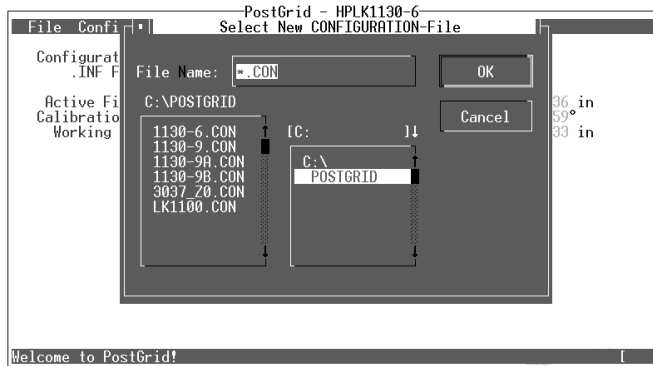 PostGrid - HPLK1130-6
File Confi
Select New CONFIGURATION-File
Configurat
.INF F
File Name: *.CON
OK
Active Fi
C:\POSTGRID
36 in
Calibratio
Cancel
59°
Working
33 in
1130-6.CON
1130-9.CON
1130-9A.CON
1130-9B.CON
3037_Z0.CON
LK1100.CON
[C: ]↓
C:\
POSTGRID
Welcome to PostGrid!
[